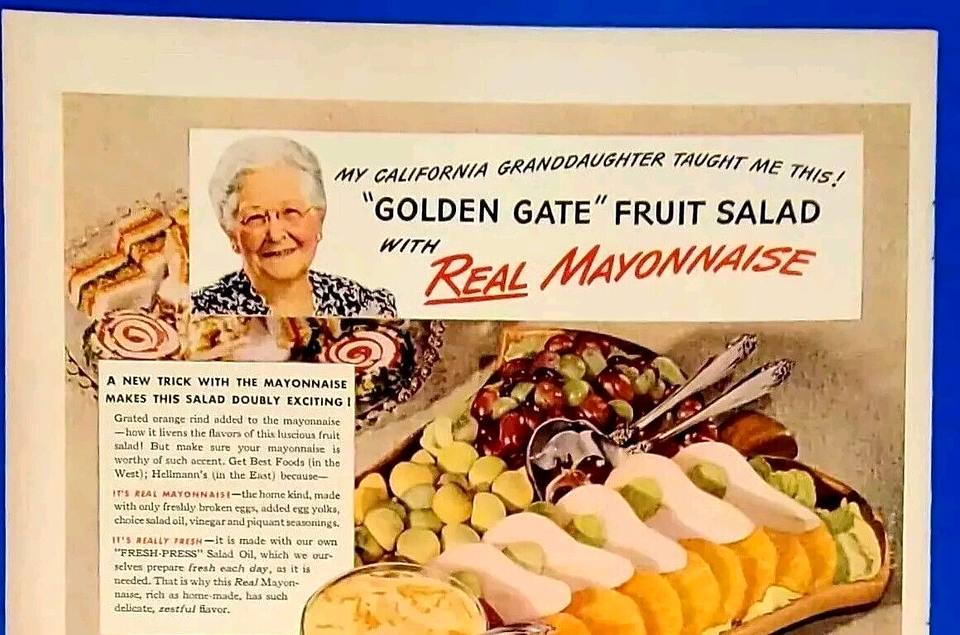 MY CALIFORNIA GRANDDAUGHTER TAUGHT ME THIS!
"GOLDEN GATE" FRUIT SALAD
WITH
REAL MAYONNAISE
A NEW TRICK WITH THE MAYONNAISE
MAKES THIS SALAD DOUBLY EXCITING!
Grated orange rind added to the mayonnaise
—how it livens the flavors of this luscious fruit
salad! But make sure your mayonnaise is
worthy of such accent. Get Best Foods (in the
West); Hellmann's (in the East) because—
IT'S REAL MAYONNAISE—the home kind, made
with only freshly broken eggs, added egg yolks,
choice salad oil, vinegar and piquant seasonings.
IT'S REALLY FRESH—it is made with our own
"FRESH-PRESS" Salad Oil, which we our-
selves prepare fresh each day, as it is
needed. That is why this Real Mayon-
naise, rich as home-made, has such
delicate, zestful flavor.